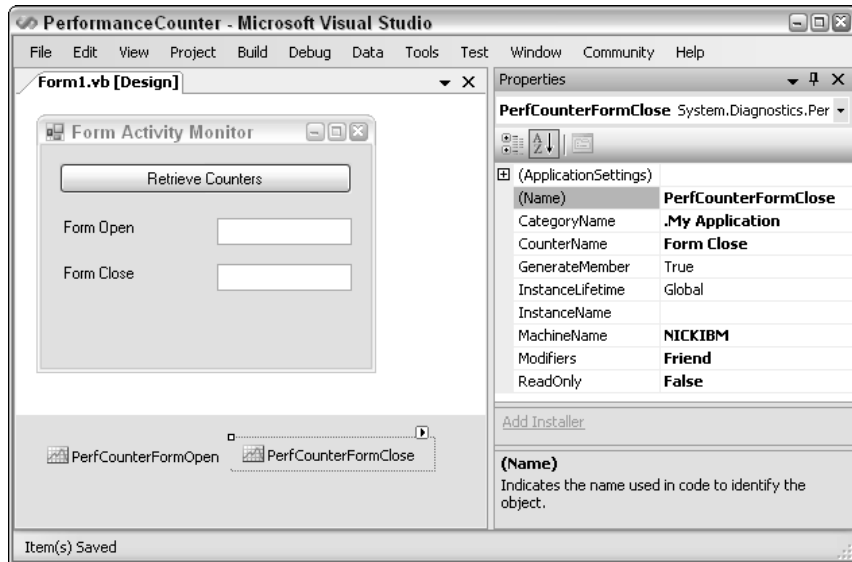 PerformanceCounter - Microsoft Visual Studio
File Edit View Project Build Debug Data Tools Test Window Community Help
Form1.vb [Design]
Form Activity Monitor
Retrieve Counters
Form Open
Form Close
PerfCounterFormOpen
PerfCounterFormClose
Properties
PerfCounterFormClose System.Diagnostics.Per
(ApplicationSettings)
(Name) PerfCounterFormClose
CategoryName .My Application
CounterName Form Close
GenerateMember True
InstanceLifetime Global
InstanceName
MachineName NICKIBM
Modifiers Friend
ReadOnly False
Add Installer
(Name)
Indicates the name used in code to identify the
object.
Item(s) Saved